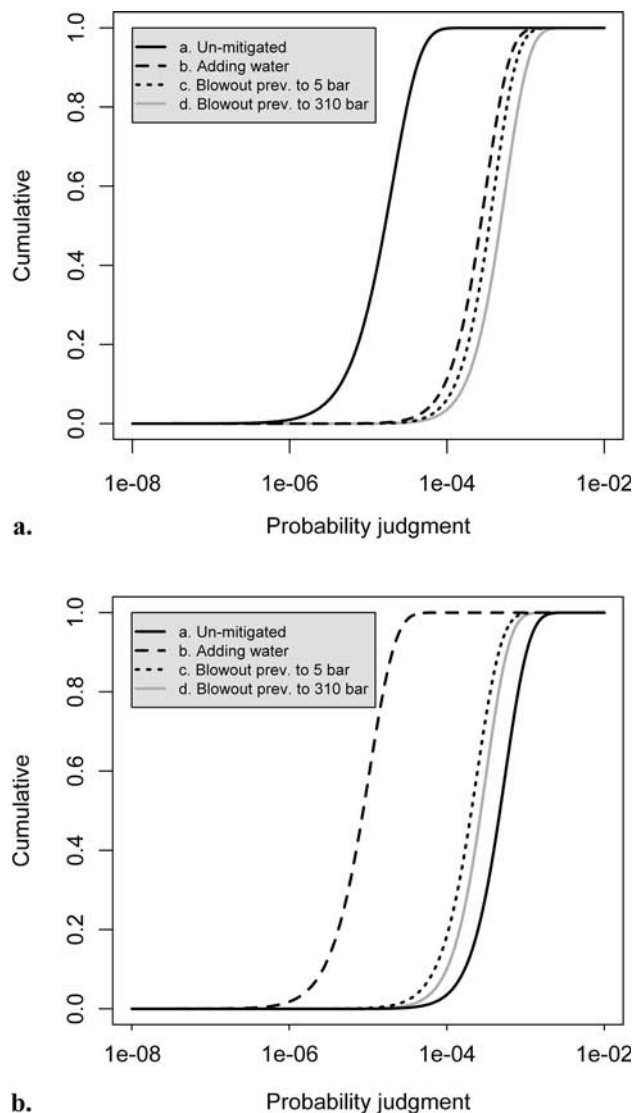 a. Un-mitigated
b. Adding water
c. Blowout prev. to 5 bar
d. Blowout prev. to 310 bar
Cumulative
1.0
0.8
0.6
0.4
0.2
0.0
1e-08
1e-06
1e-04
1e-02
Probability judgment
a.
a. Un-mitigated
b. Adding water
c. Blowout prev. to 5 bar
d. Blowout prev. to 310 bar
Cumulative
1.0
0.8
0.6
0.4
0.2
0.0
1e-08
1e-06
1e-04
1e-02
Probability judgment
b.